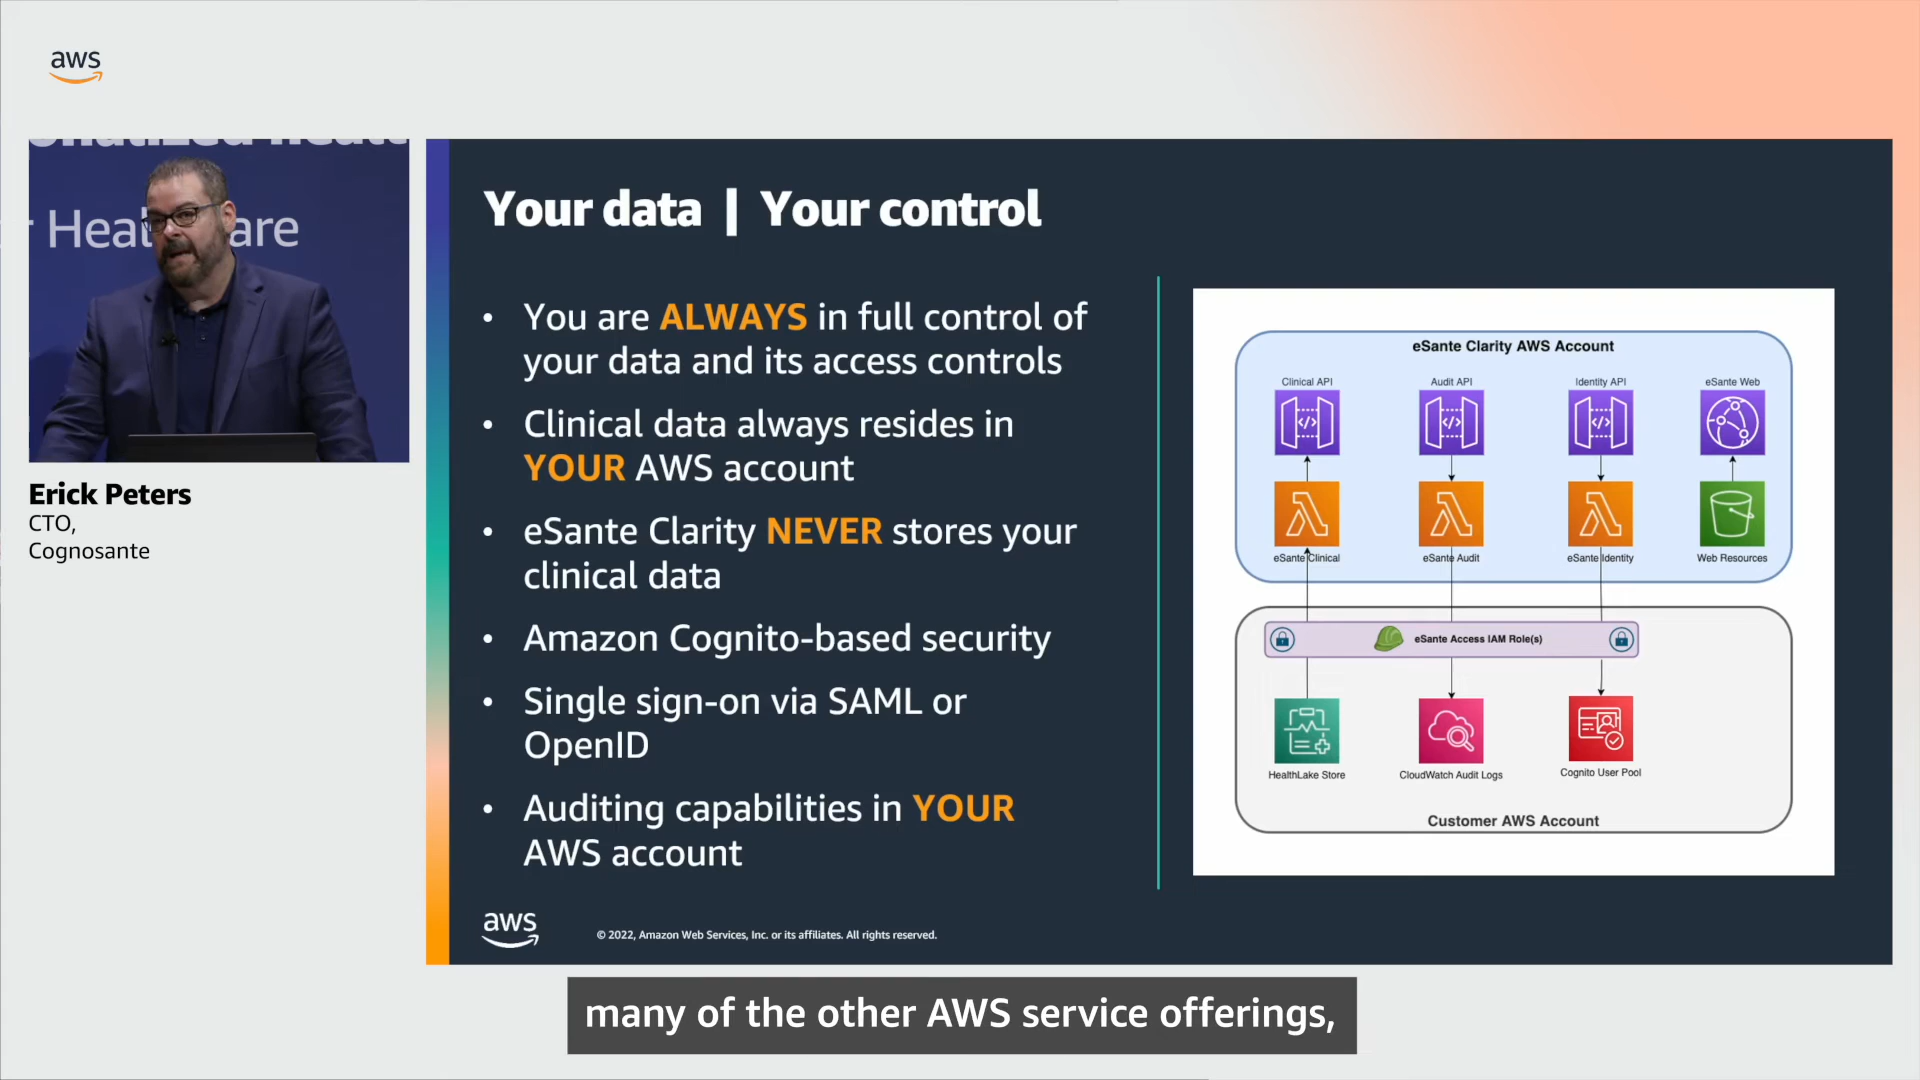 aws
r Heal
are
Erick Peters
CTO,
Cognosante
Your data | Your control
• You are ALWAYS in full control of
your data and its access controls
• Clinical data always resides in
YOUR AWS account
• eSante Clarity NEVER stores your
clinical data
• Amazon Cognito-based security
• Single sign-on via SAML or
OpenID
• Auditing capabilities in YOUR
AWS account
eSante Clarity AWS Account
Clinical API
Audit API
Identity API
eSante Web
eSante Clinical
eSante Audit
eSante Identity
Web Resources
eSante Access IAM Role(s)
HealthLake Store
CloudWatch Audit Logs
Cognito User Pool
Customer AWS Account
aws
© 2022, Amazon Web Services, Inc. or its affiliates. All rights reserved.
many of the other AWS service offerings,